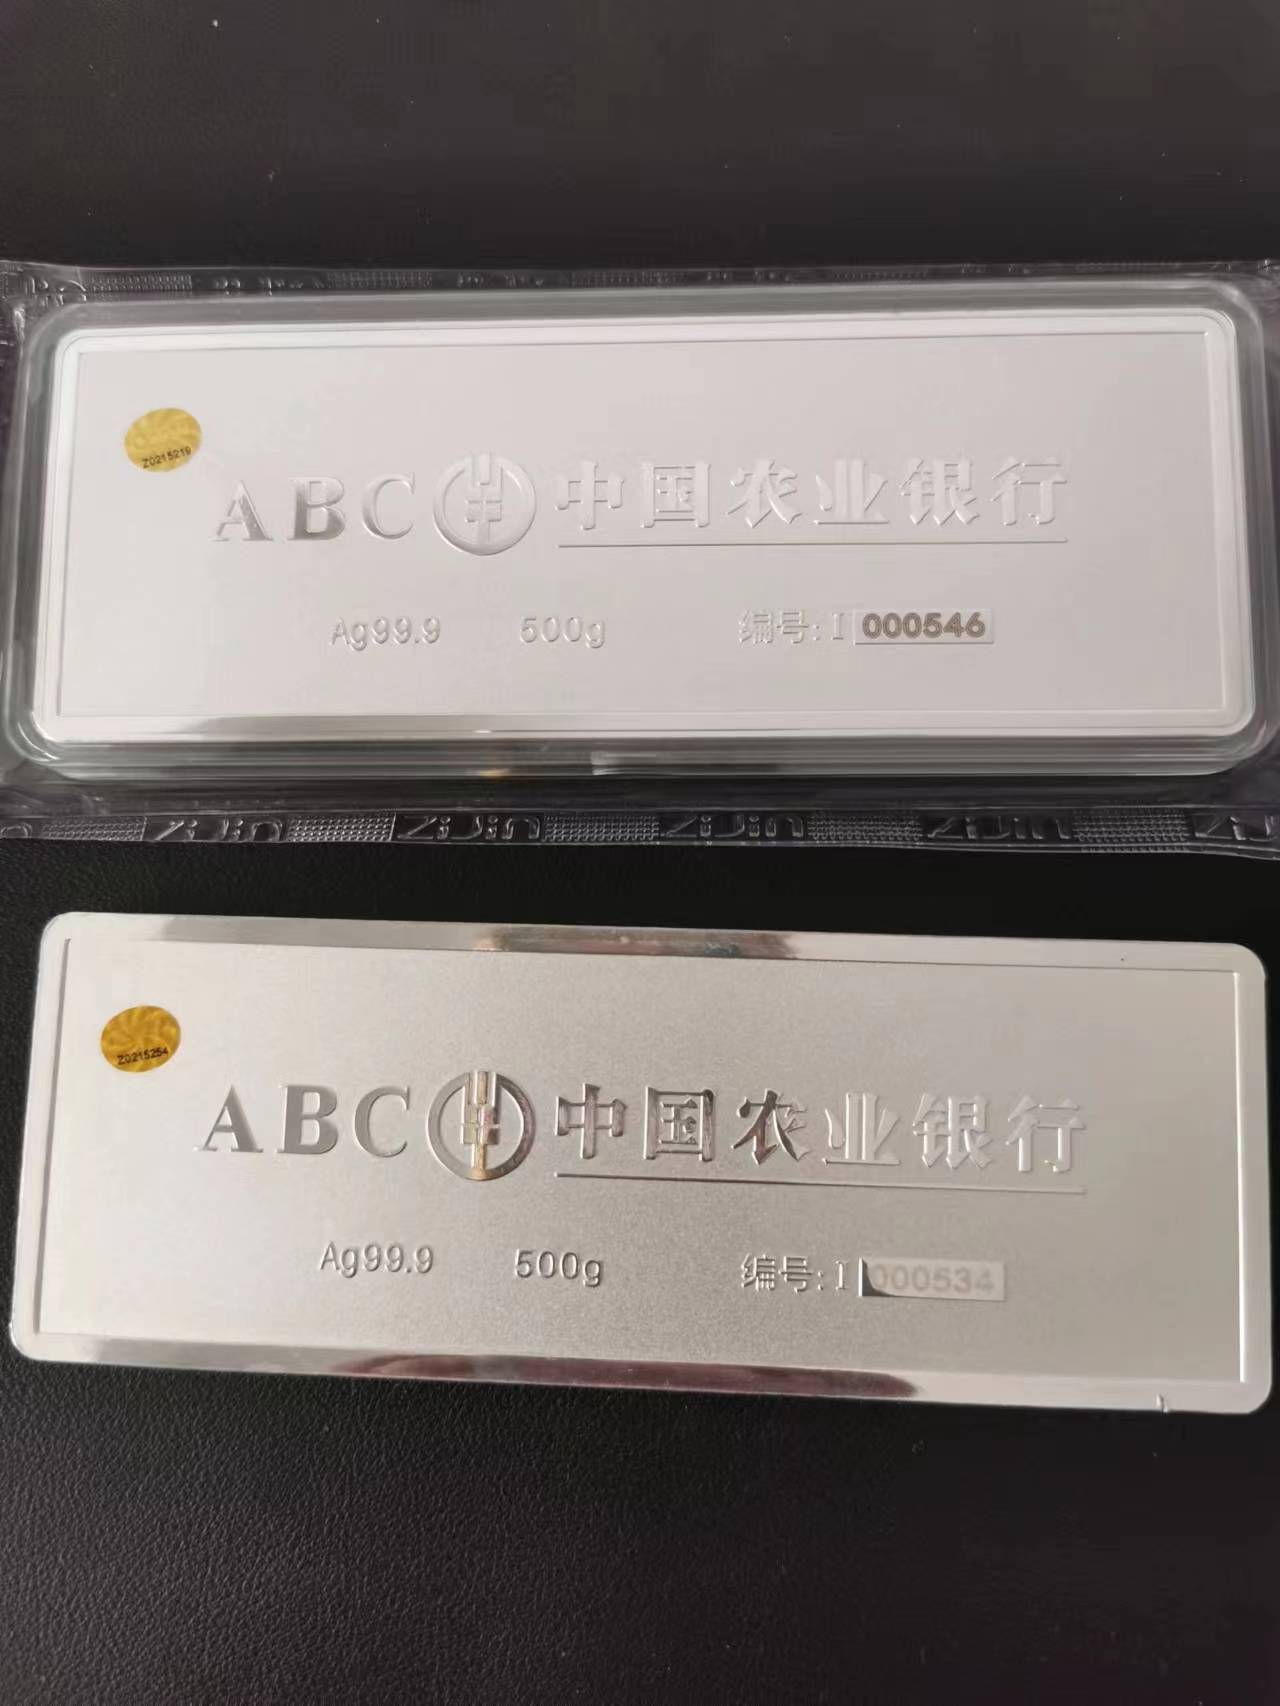 Z0215219
ABC 中国农业银行
Ag99.9 500g 编号:I 000546
ZiJin ZiJin ZiJin ZiJin
Z0215254
ABC 中国农业银行
Ag99.9 500g 编号:I 000534